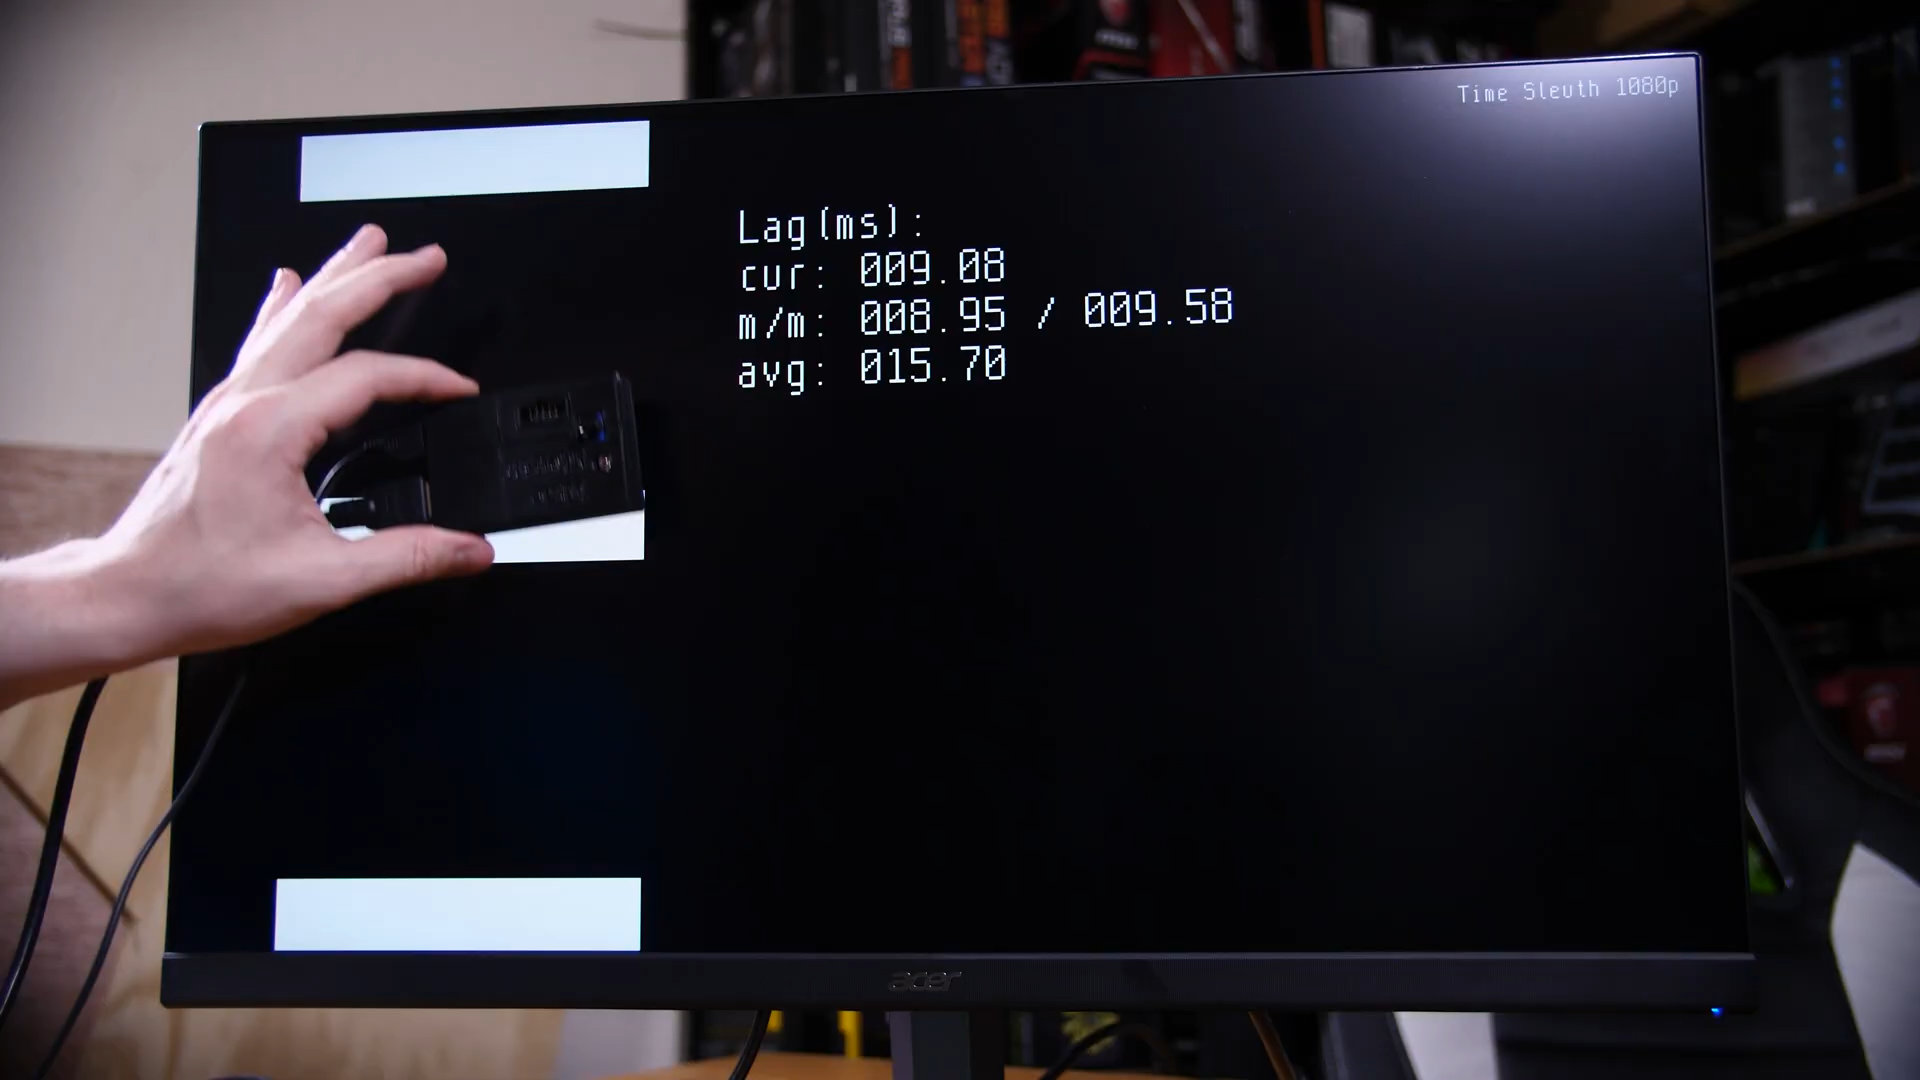 Time Sleuth 1080p
Lag(ms):
cur: 009.08
m/m: 008.95 / 009.58
avg: 015.70
acer